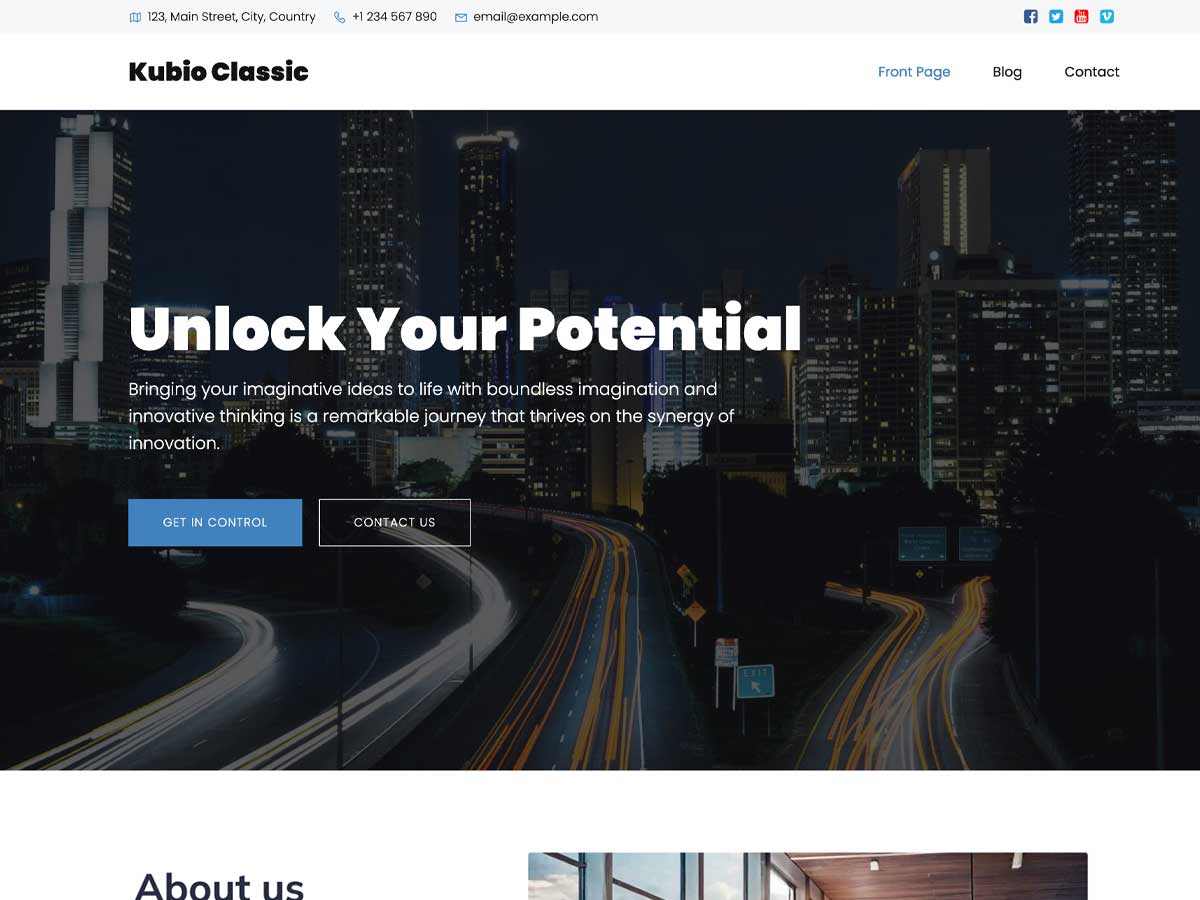 123, Main Street, City, Country +1 234 567 890 email@example.com
Kubio Classic
Front Page Blog Contact
Unlock Your Potential
Bringing your imaginative ideas to life with boundless imagination and
innovative thinking is a remarkable journey that thrives on the synergy of
innovation.
GET IN CONTROL CONTACT US
EXIT
About us